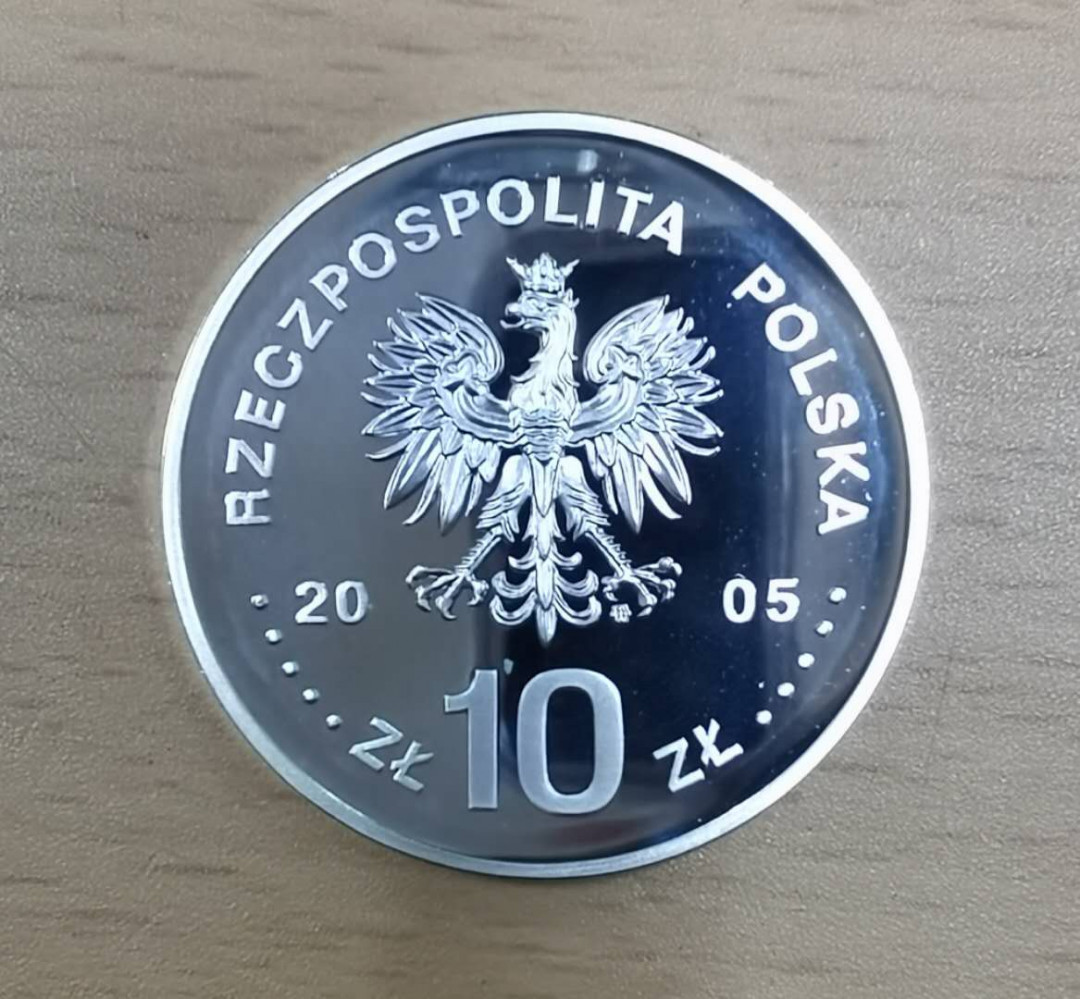 RZECZPOSPOLITA POLSKA
20 05
ZŁ 10 ZŁ